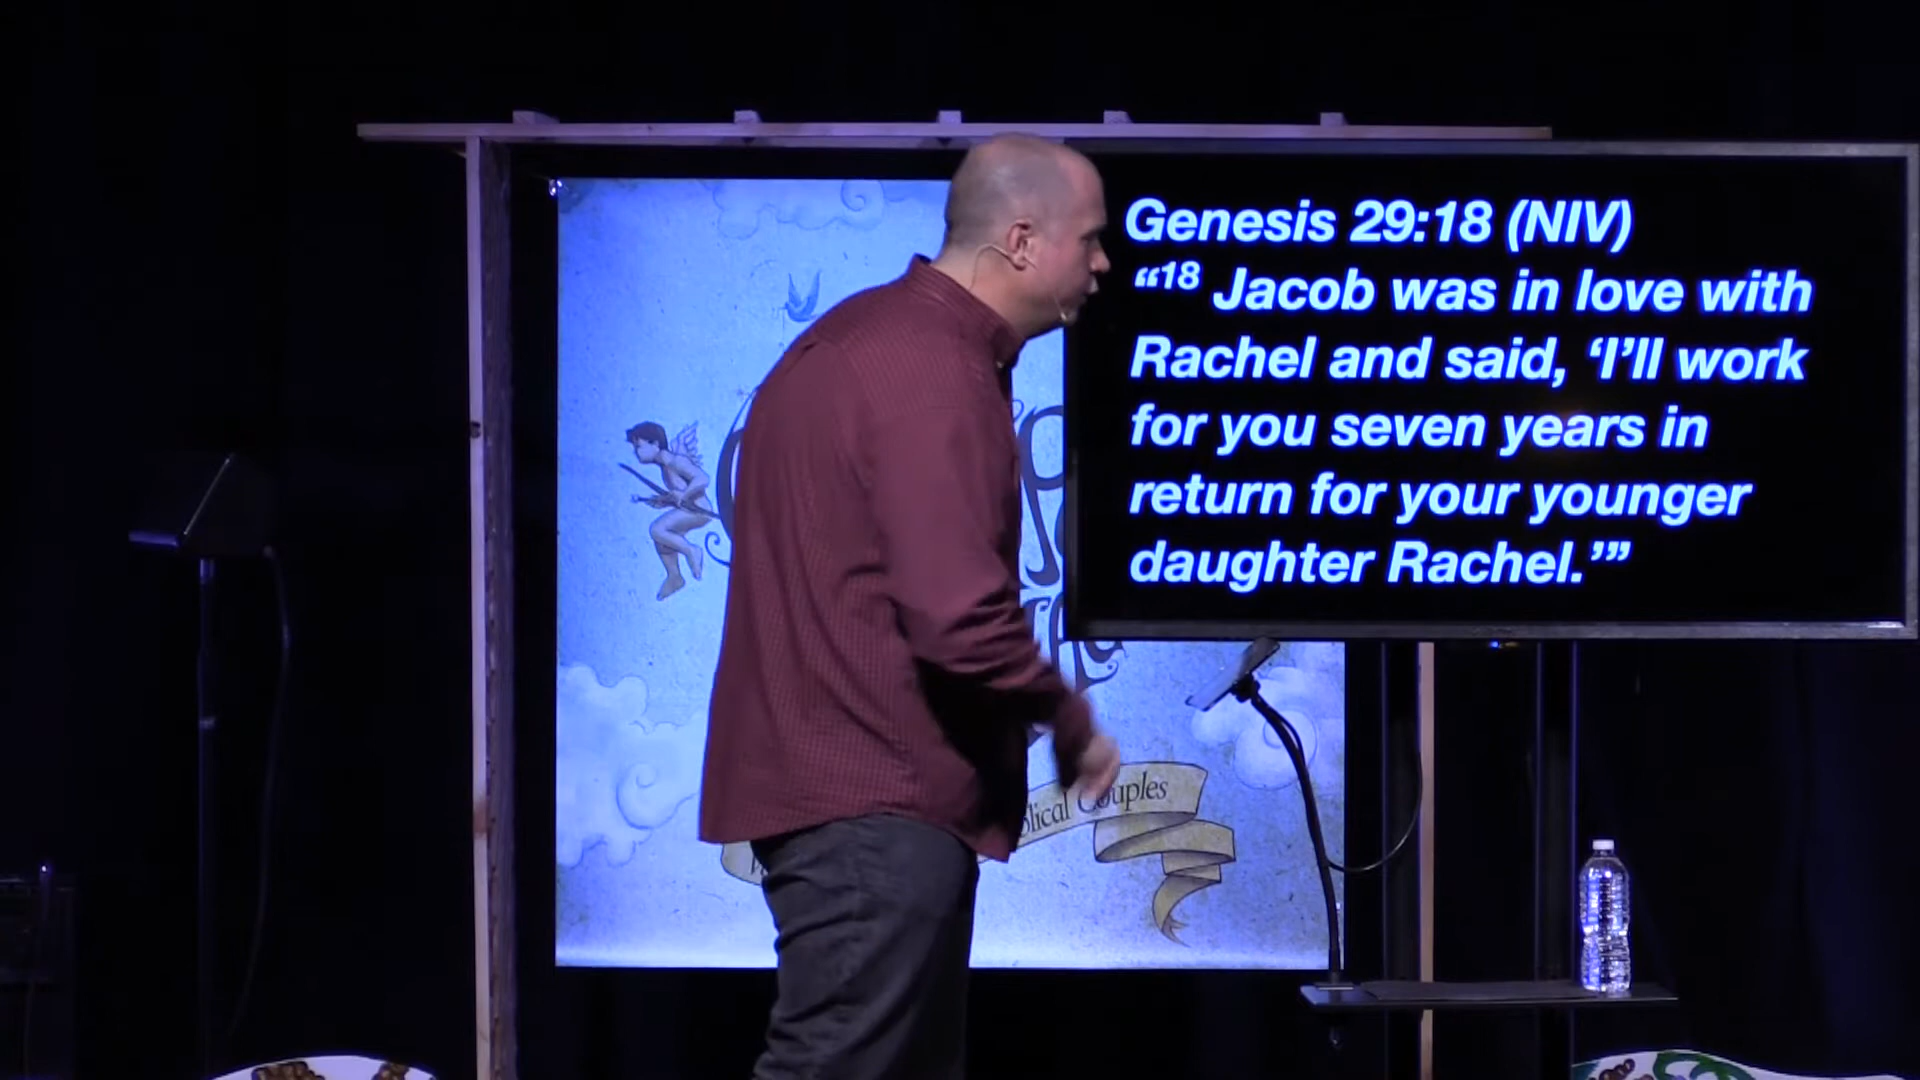 Genesis 29:18 (NIV)
“18 Jacob was in love with
Rachel and said, ‘I’ll work
for you seven years in
return for your younger
daughter Rachel.’”
Couples